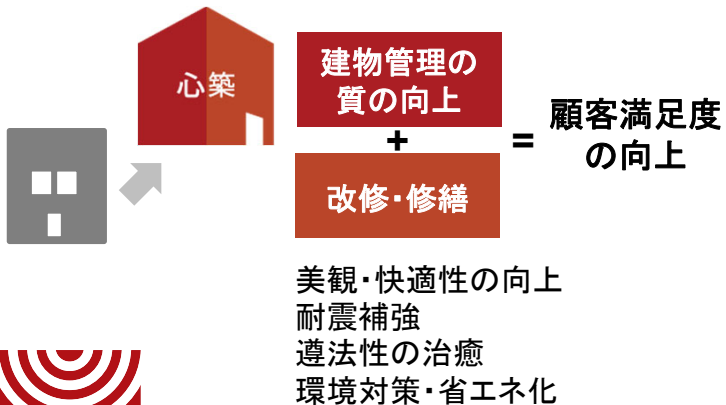 心築
建物管理の
質の向上
+
改修・修繕
=
顧客満足度
の向上
美観・快適性の向上
耐震補強
遵法性の治癒
環境対策・省エネ化